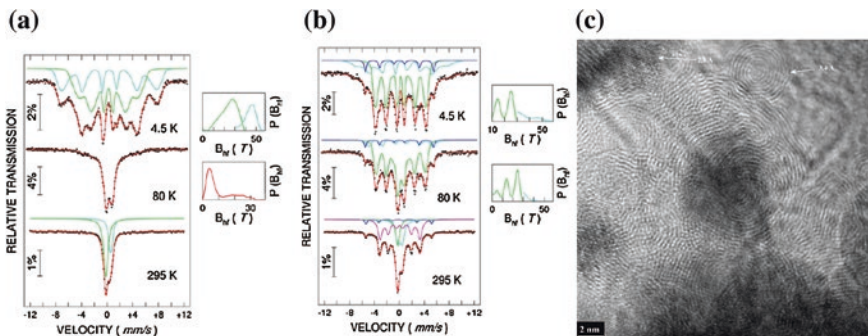 (a)
RELATIVE TRANSMISSION
2%
4.5 K
4%
80 K
1%
295 K
-12 -8 -4 0 +4 +8 +12
VELOCITY (mm/s)
P (Bhf)
0 50
Bhf ( T )
P (Bhf)
0 30
Bhf ( T )
(b)
RELATIVE TRANSMISSION
2%
4.5 K
4%
80 K
1%
295 K
-12 -8 -4 0 +4 +8 +12
VELOCITY (mm/s)
P (Bhf)
10 50
Bhf ( T )
P (Bhf)
0 50
Bhf ( T )
(c)
2 nm